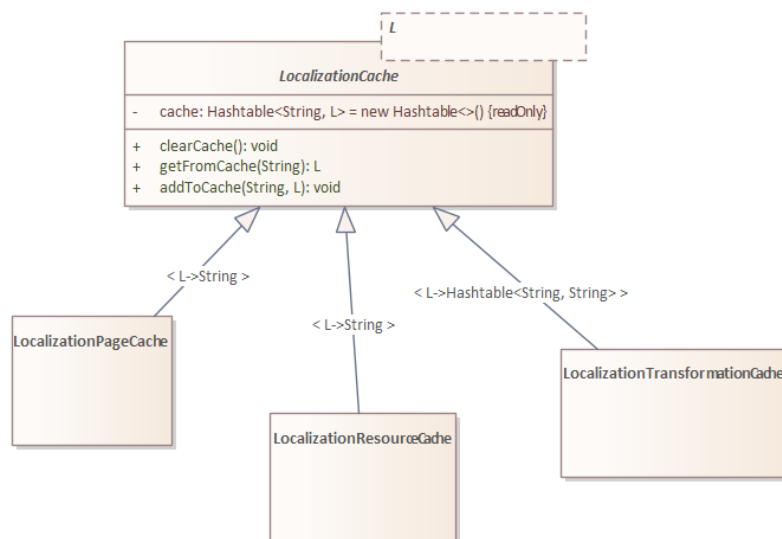 L
LocalizationCache
- cache: Hashtable<String, L> = new Hashtable<>() {readOnly}
+ clearCache(): void
+ getFromCache(String): L
+ addToCache(String, L): void
< L->String >
< L->Hashtable<String, String> >
< L->String >
LocalizationPageCache
LocalizationTransformationCache
LocalizationResourceCache